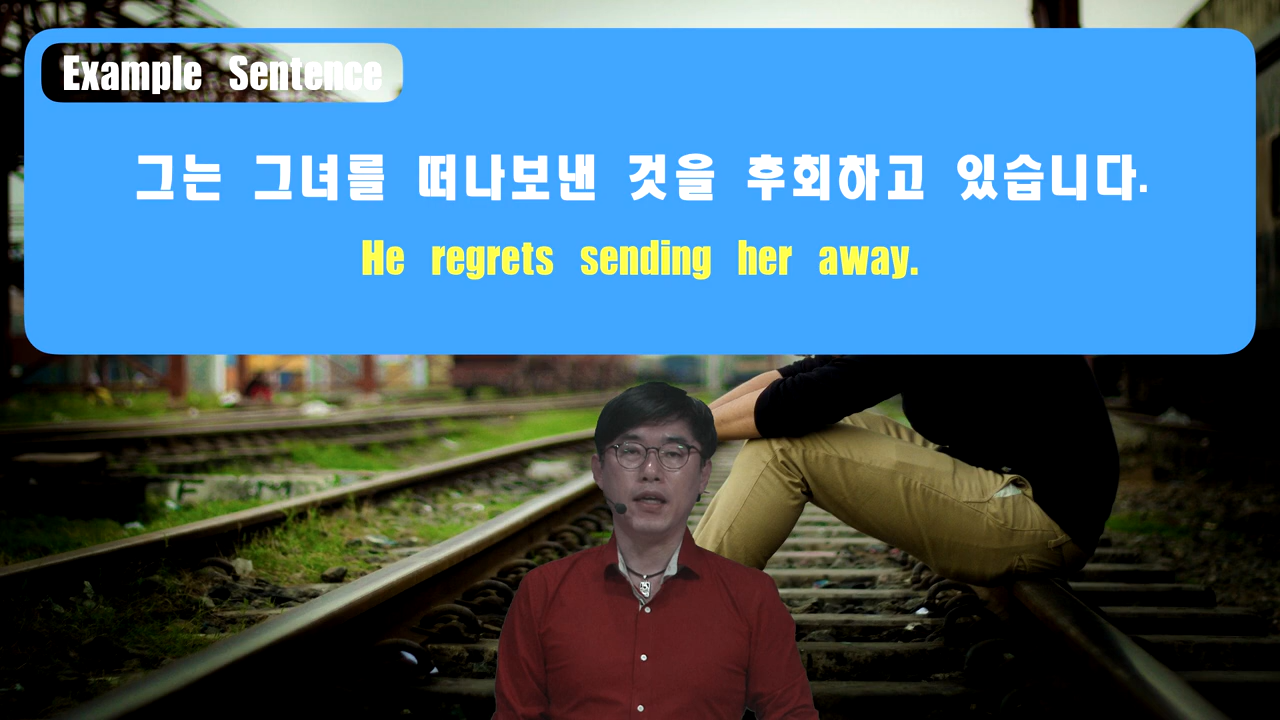 Example Sentence
그는 그녀를 떠나보낸 것을 후회하고 있습니다.
He regrets sending her away.